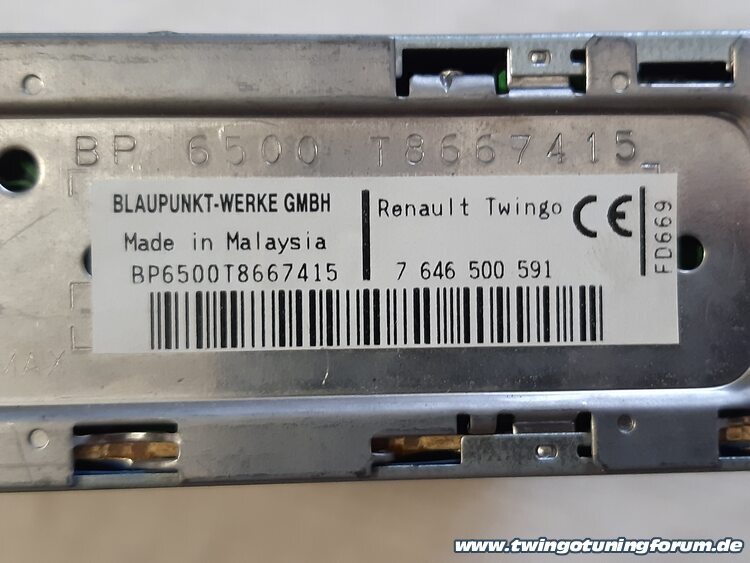 BP 6500 T8667415
BLAUPUNKT-WERKE GMBH
Made in Malaysia
BP6500T8667415
Renault Twingo
CE
7 646 500 591
FD669
MAX
www.twingotuningforum.de